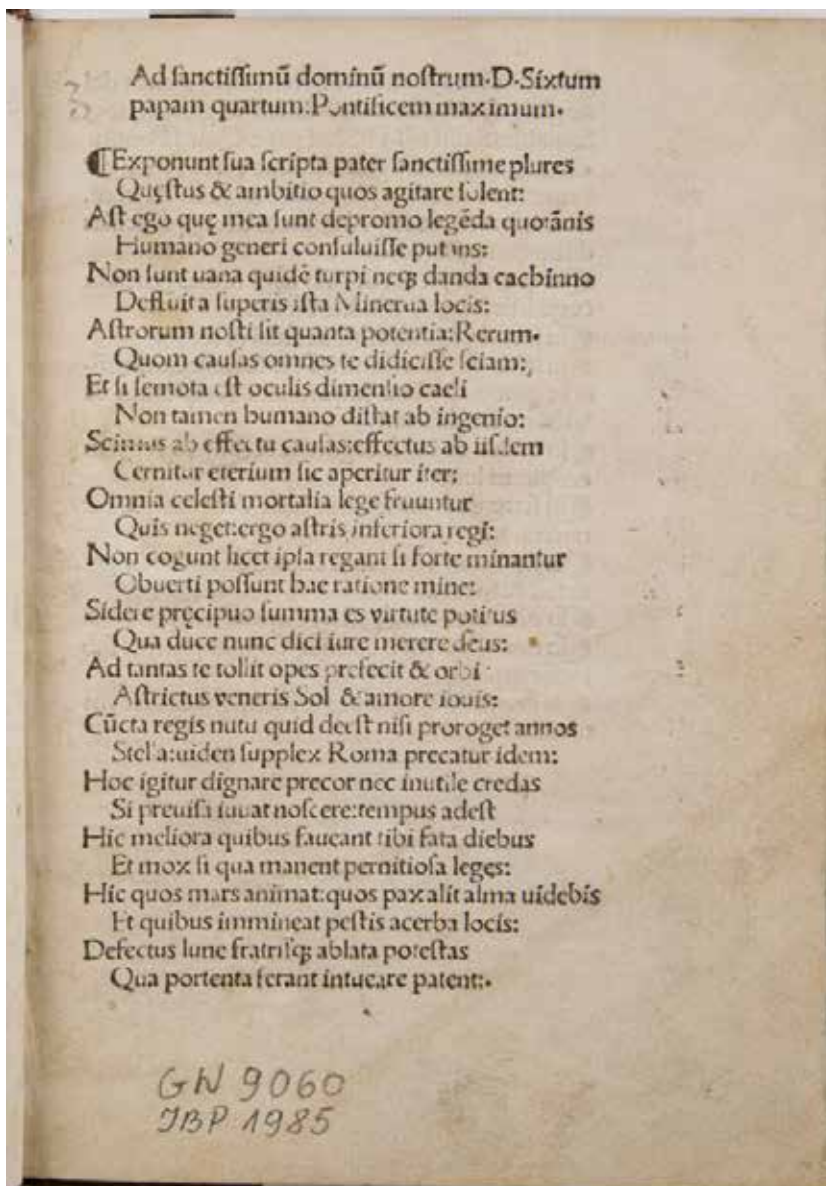 Ad ſanctiſſimū dominū noſtrum·D·Sixtum
papam quartum:Pontificem maximum·
¶Exponunt ſua ſcripta pater ſanctiſſime plures
Quęſtus & ambitio quos agitare ſolent:
Aſt ego quę mea ſunt depromo legēda quotānis
Humano generi conſuluiſſe putans:
Non ſunt uana quidē turpi neqꝫ danda cachinno
Defluit a ſuperis iſta Minerua locis:
Aſtrorum noſti ſit quanta potentia:Rerum·
Quom cauſas omnes te didiciſſe ſciam:
Et ſi ſemota eſt oculis dimenſio caeli
Non tamen humano diſtat ab ingenio:
Scimus ab effectu cauſas:effectus ab iiſdem
Cernitur eterium ſic aperitur iter:
Omnia celeſti mortalia lege fruuntur
Quis neget:ergo aſtris inferiora regi:
Non cogunt licet ipſa regant ſi forte minantur
Obuerti poſſunt hac ratione mine:
Sidere pręcipuo ſumma es virtute potitus
Qua duce nunc dici iure merere deus:
Ad tantas te tollit opes prefecit & orbi
Aſtrictus veneris Sol & amore iouis:
Cūcta regis nutu quid deeſt niſi proroget annos
Stella:uiden ſupplex Roma precatur idem:
Hoc igitur dignare precor nec inutile credas
Si preuiſa iuuat noſcere:tempus adeſt
Hic meliora quibus faueant tibi fata diebus
Et mox ſi qua manent pernitioſa leges:
Hic quos mars animat:quos pax alit alma uidebis
Et quibus immineat peſtis acerba locis:
Defectus lune fratriſqꝫ ablata poteſtas
Qua portenta ferant intueare patent:·
GW 9060
IBP 1985